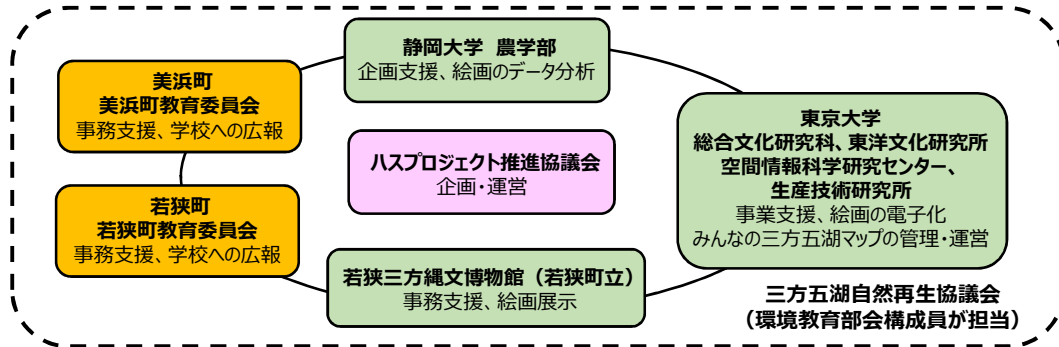 静岡大学 農学部
企画支援、絵画のデータ分析
美浜町
美浜町教育委員会
事務支援、学校への広報
東京大学
総合文化研究科、東洋文化研究所
空間情報科学研究センター、
生産技術研究所
事業支援、絵画の電子化
みんなの三方五湖マップの管理・運営
ハスプロジェクト推進協議会
企画・運営
若狭町
若狭町教育委員会
事務支援、学校への広報
若狭三方縄文博物館（若狭町立）
事務支援、絵画展示
三方五湖自然再生協議会
（環境教育部会構成員が担当）